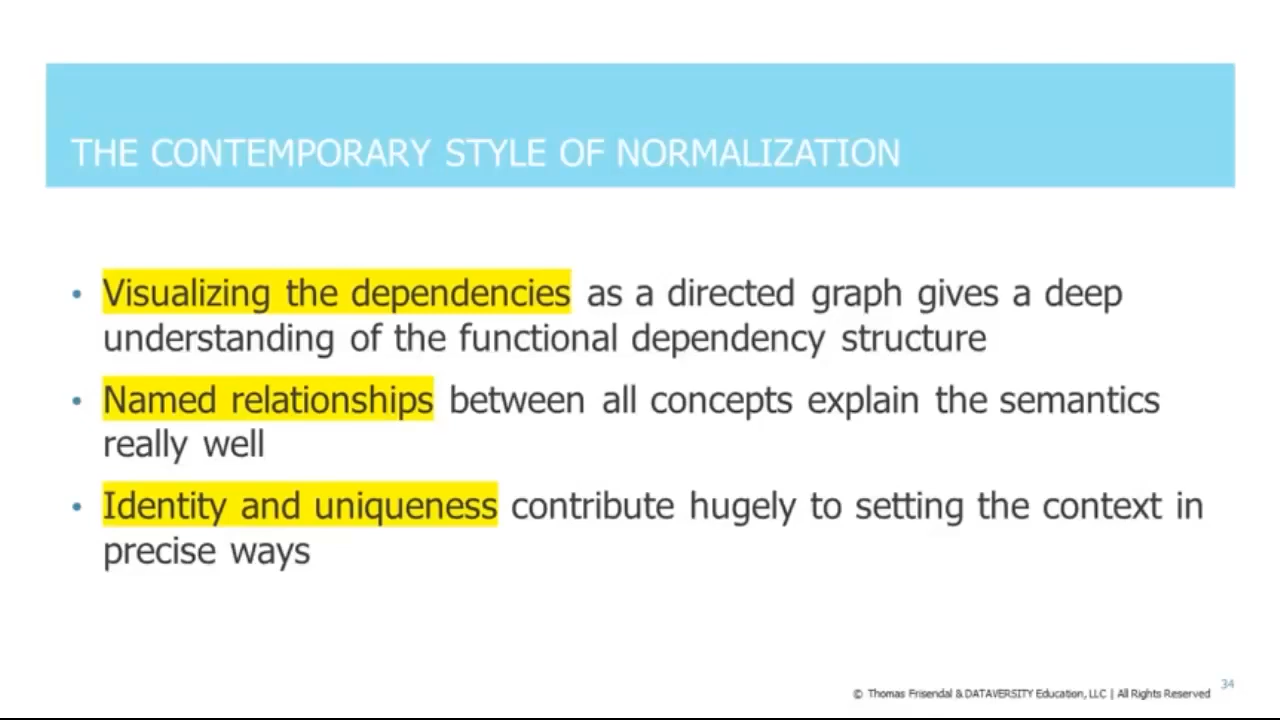 THE CONTEMPORARY STYLE OF NORMALIZATION
• Visualizing the dependencies as a directed graph gives a deep
understanding of the functional dependency structure
• Named relationships between all concepts explain the semantics
really well
• Identity and uniqueness contribute hugely to setting the context in
precise ways
34
© Thomas Frisendal & DATAVERSITY Education, LLC | All Rights Reserved